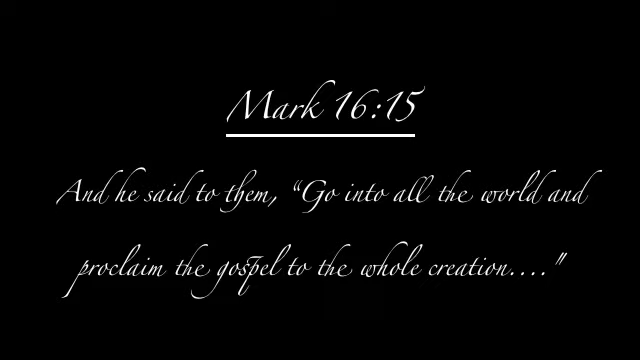 Mark 16:15
And he said to them, “Go into all the world and
proclaim the gospel to the whole creation...."